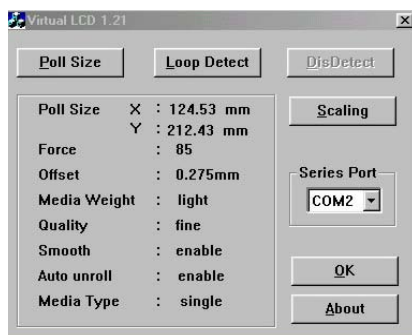 Virtual LCD 1.21
Poll Size Loop Detect DisDetect
Poll Size X : 124.53 mm
Y : 212.43 mm
Force : 85
Offset : 0.275mm
Media Weight : light
Quality : fine
Smooth : enable
Auto unroll : enable
Media Type : single
Scaling
Series Port
COM2
OK
About